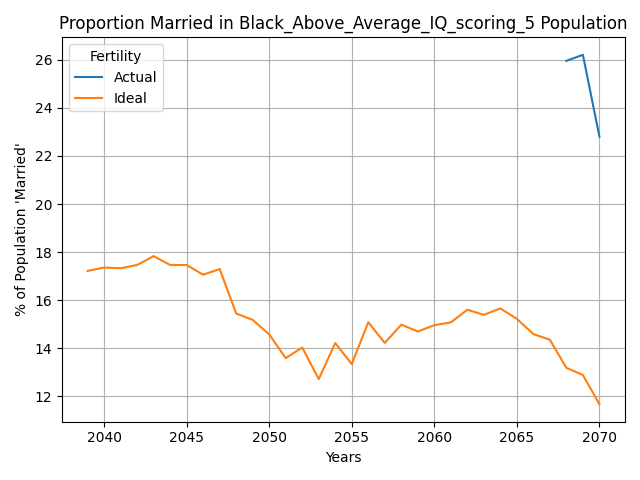 Proportion Married in Black_Above_Average_IQ_scoring_5 Population
Fertility
Actual
Ideal
% of Population 'Married'
26
24
22
20
18
16
14
12
2040 2045 2050 2055 2060 2065 2070
Years